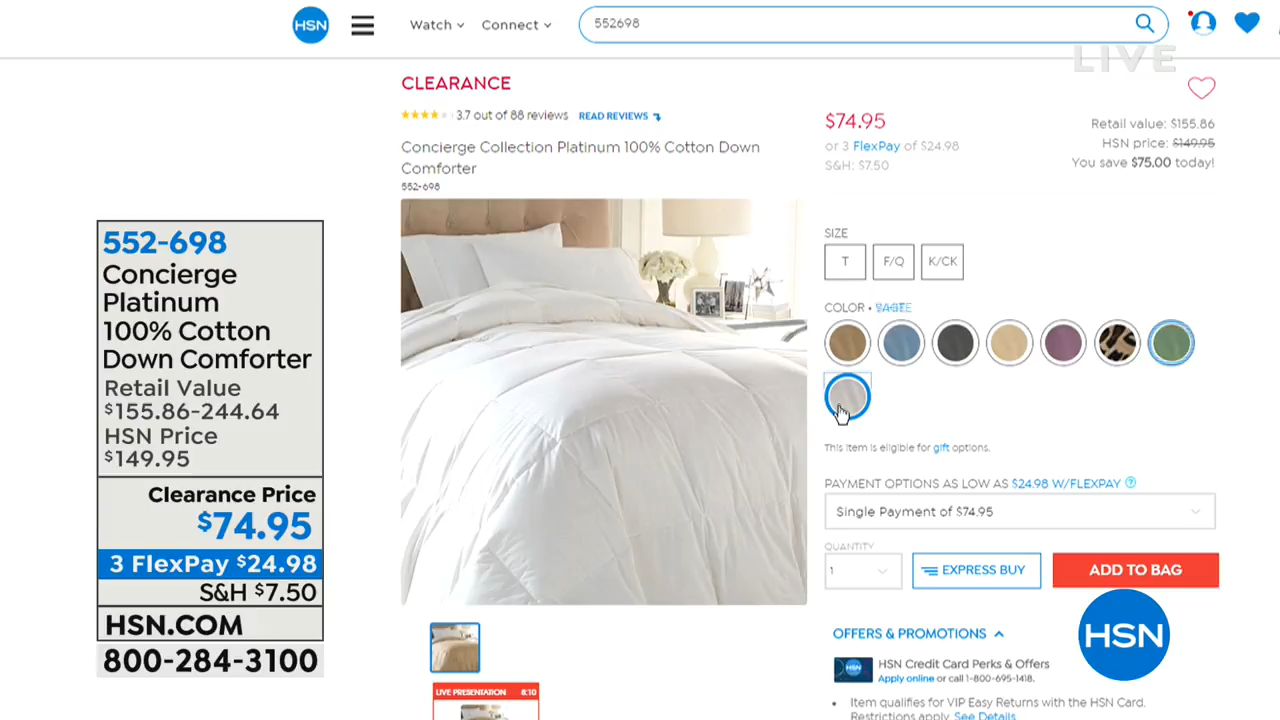 HSN
Watch
Connect
552698
LIVE
CLEARANCE
3.7 out of 88 reviews READ REVIEWS
Concierge Collection Platinum 100% Cotton Down
Comforter
552-698
$74.95
or 3 FlexPay of $24.98
S&H: $7.50
Retail value: $155.86
HSN price: $149.95
You save $75.00 today!
SIZE
T F/Q K/CK
COLOR •
This item is eligible for gift options.
PAYMENT OPTIONS AS LOW AS $24.98 W/FLEXPAY ?
Single Payment of $74.95
QUANTITY
1
EXPRESS BUY
ADD TO BAG
OFFERS & PROMOTIONS
HSN
HSN
HSN Credit Card Perks & Offers
Apply online or call 1-800-695-1418.
• Item qualifies for VIP Easy Returns with the HSN Card.
Restrictions apply. See Details
LIVE PRESENTATION 8:10
552-698
Concierge
Platinum
100% Cotton
Down Comforter
Retail Value
$155.86-244.64
HSN Price
$149.95
Clearance Price
$74.95
3 FlexPay $24.98
S&H $7.50
HSN.COM
800-284-3100